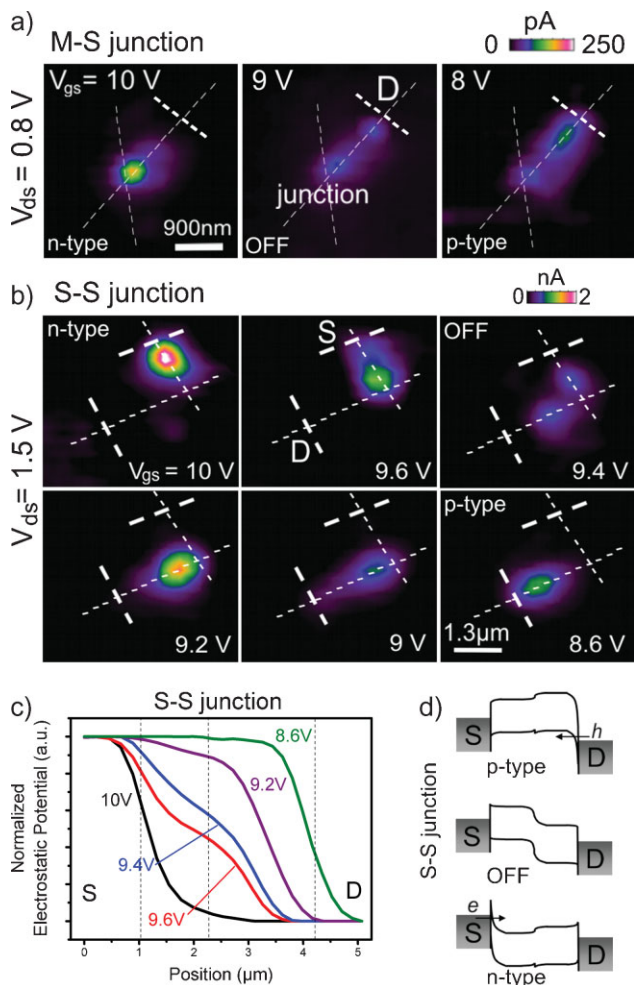 a) M-S junction
pA
0 250
V_ds = 0.8 V
V_gs = 10 V
n-type
900nm
9 V
D
junction
OFF
8 V
p-type
b) S-S junction
nA
0 2
V_ds = 1.5 V
n-type
V_gs = 10 V
S
D
9.6 V
OFF
9.4 V
9.2 V
9 V
p-type
1.3µm
8.6 V
c) S-S junction
Normalized
Electrostatic Potential (a.u.)
8.6V
10V
9.2V
9.4V
9.6V
S
D
0 1 2 3 4 5
Position (µm)
d)
S-S junction
S
h
D
p-type
S
D
OFF
e
S
D
n-type